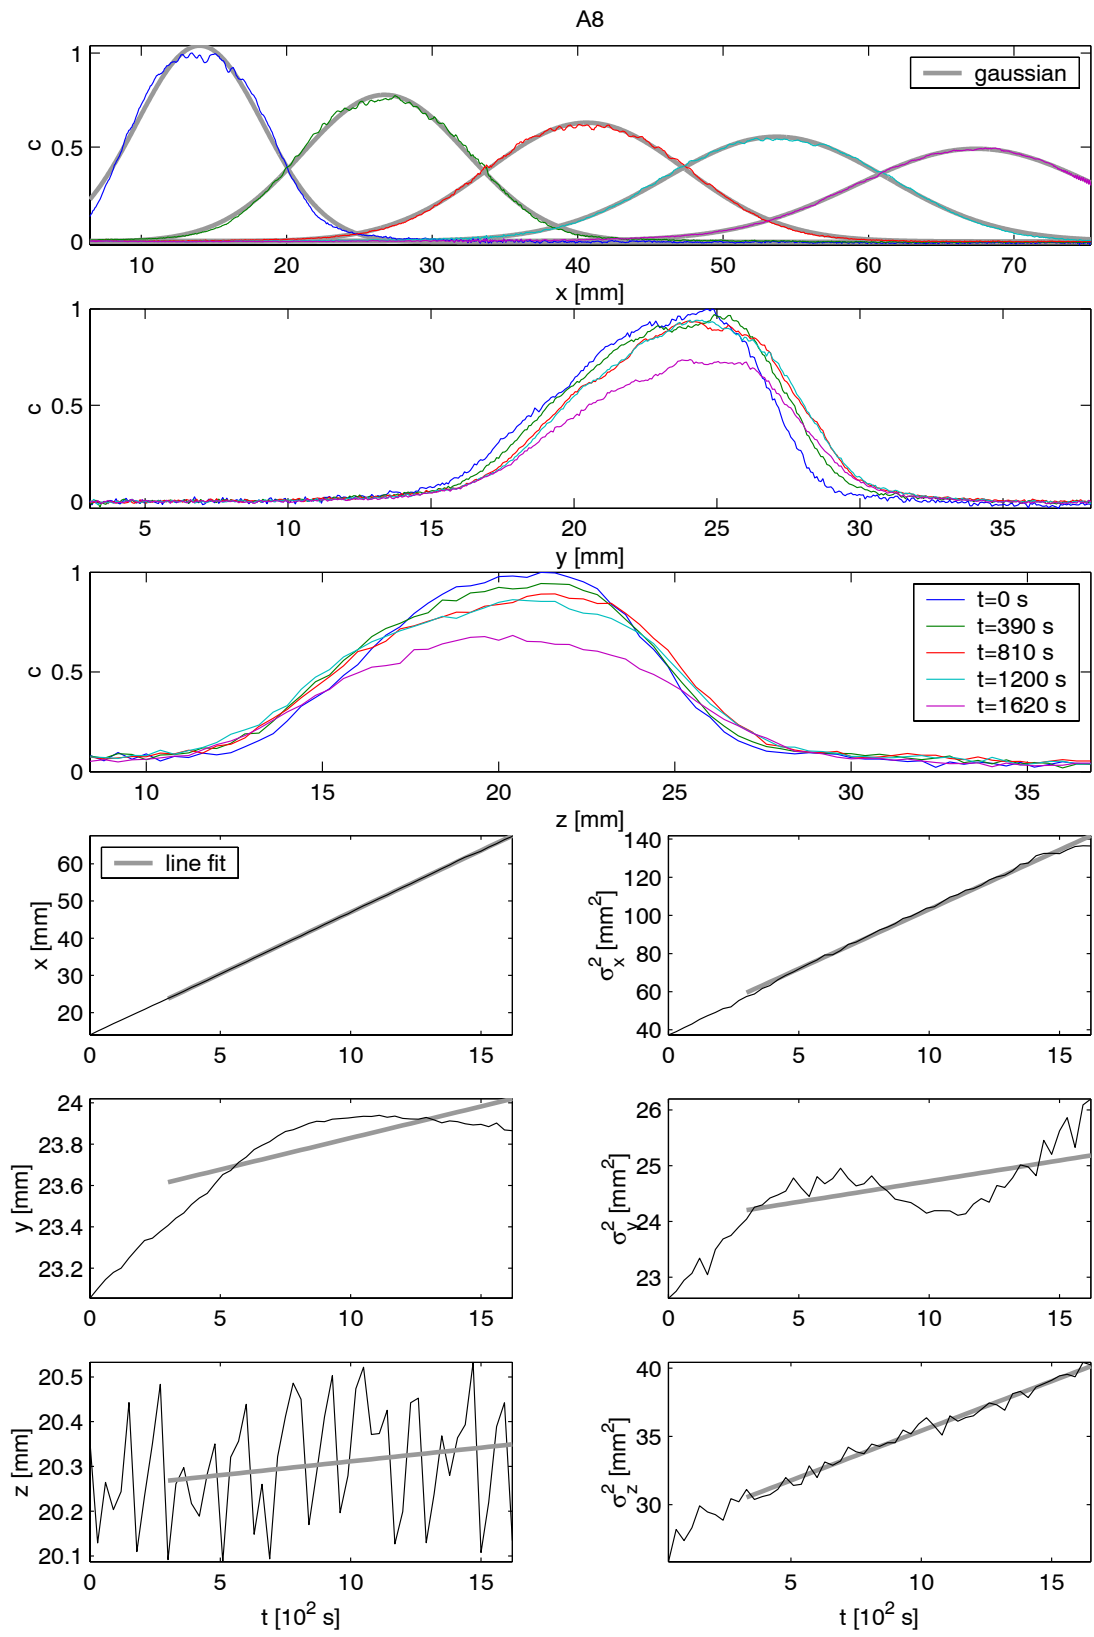 A8
1
0.5
0
c
gaussian
10 20 30 40 50 60 70
x [mm]
1
0.5
0
c
5 10 15 20 25 30 35
y [mm]
1
0.5
0
c
t=0 s
t=390 s
t=810 s
t=1200 s
t=1620 s
10 15 20 25 30 35
z [mm]
60
50
40
30
20
x [mm]
line fit
0 5 10 15
140
120
100
80
60
40
σx² [mm²]
0 5 10 15
24
23.8
23.6
23.4
23.2
y [mm]
0 5 10 15
26
25
24
23
σy² [mm²]
0 5 10 15
20.5
20.4
20.3
20.2
20.1
z [mm]
0 5 10 15
t [10² s]
40
35
30
σz² [mm²]
5 10 15
t [10² s]